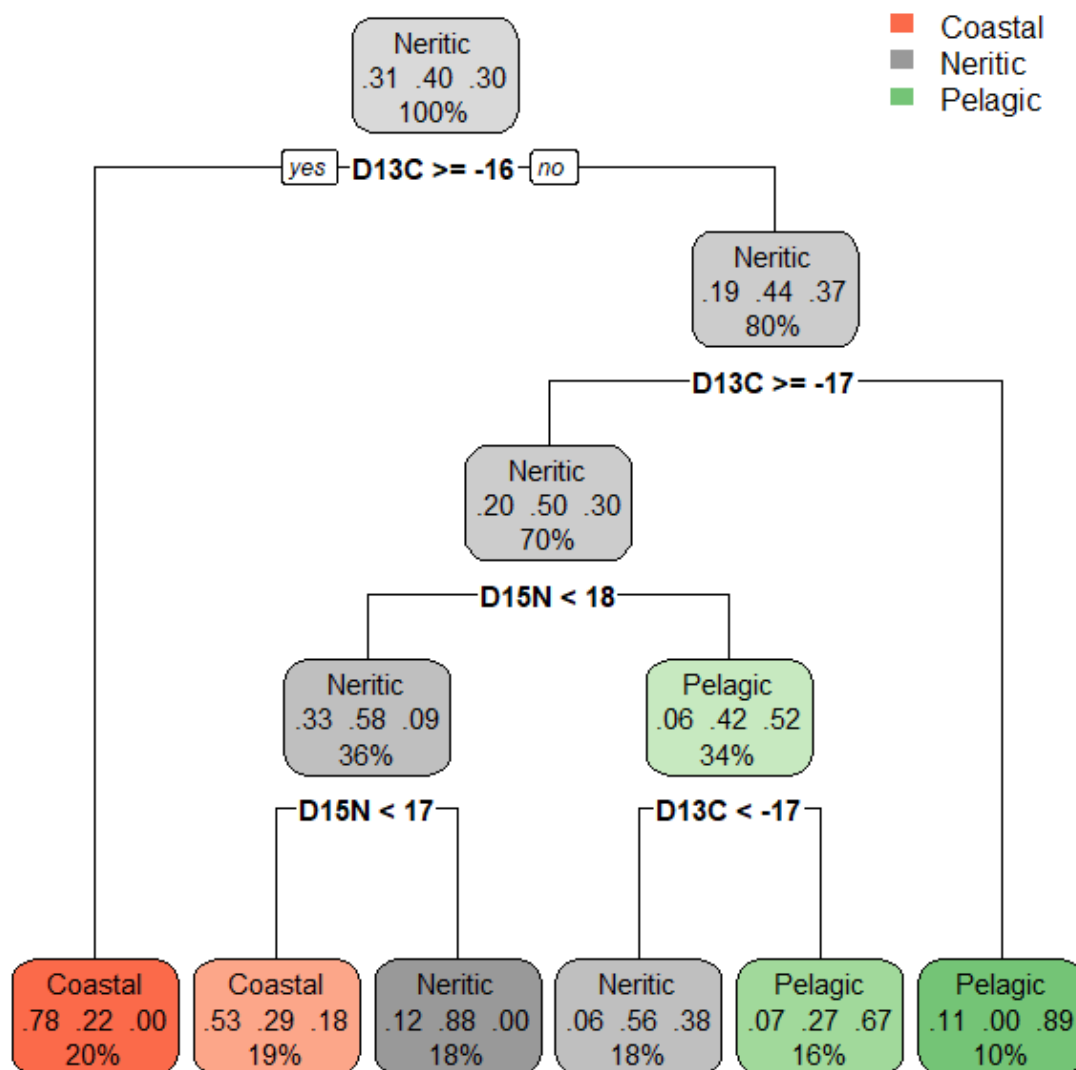 Neritic
.31 .40 .30
100%
Coastal
Neritic
Pelagic
yes D13C >= -16 no
Neritic
.19 .44 .37
80%
D13C >= -17
Neritic
.20 .50 .30
70%
D15N < 18
Neritic
.33 .58 .09
36%
Pelagic
.06 .42 .52
34%
D15N < 17
D13C < -17
Coastal
.78 .22 .00
20%
Coastal
.53 .29 .18
19%
Neritic
.12 .88 .00
18%
Neritic
.06 .56 .38
18%
Pelagic
.07 .27 .67
16%
Pelagic
.11 .00 .89
10%